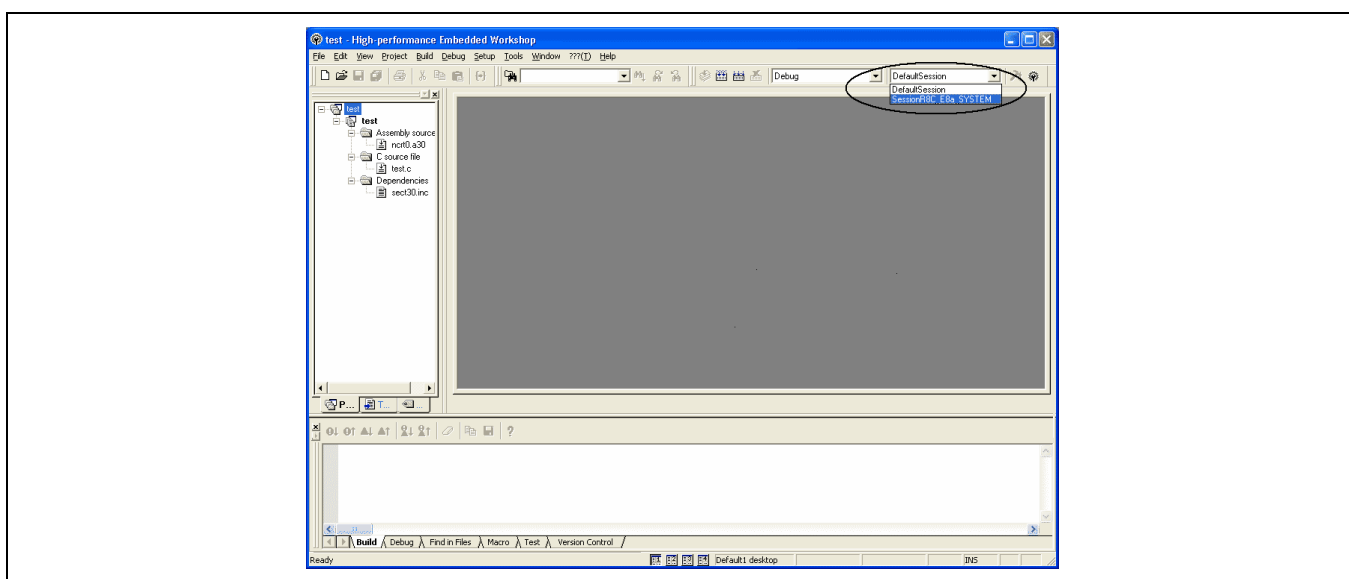 test - High-performance Embedded Workshop
File Edit View Project Build Debug Setup Tools Window ???(T) Help
Debug DefaultSession
DefaultSession
SessionR8C_E8a_SYSTEM
test
test
Assembly source
ncrt0.a30
C source file
test.c
Dependencies
sect30.inc
P... T...
Build Debug Find in Files Macro Test Version Control
Ready Default1 desktop INS